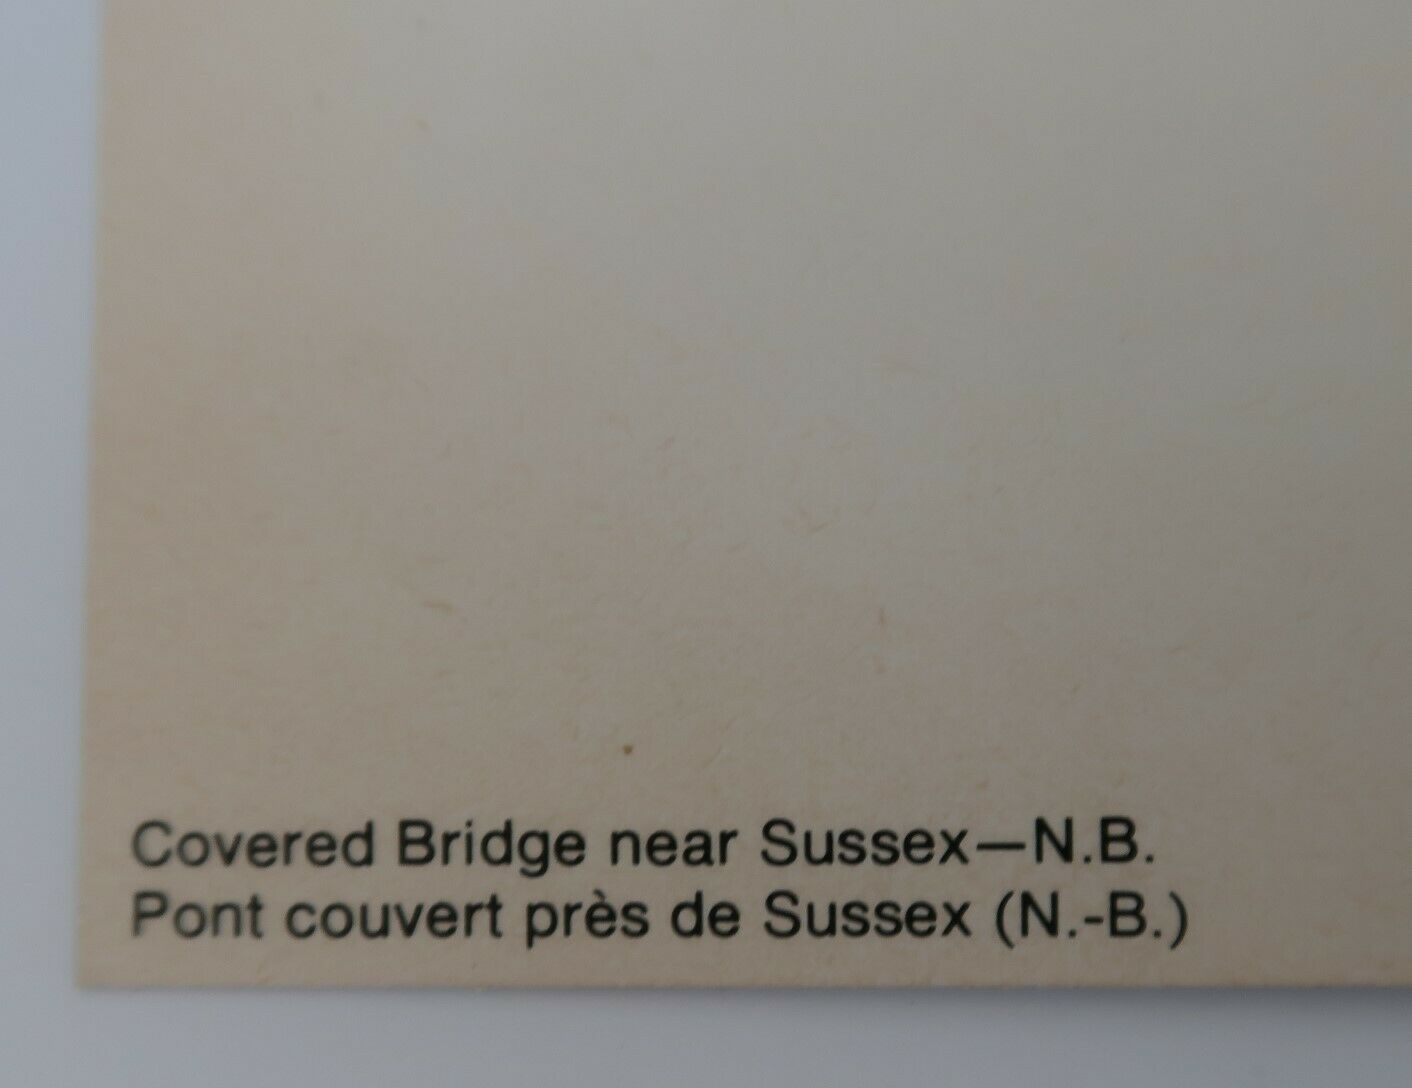 Covered Bridge near Sussex—N.B.
Pont couvert près de Sussex (N.-B.)